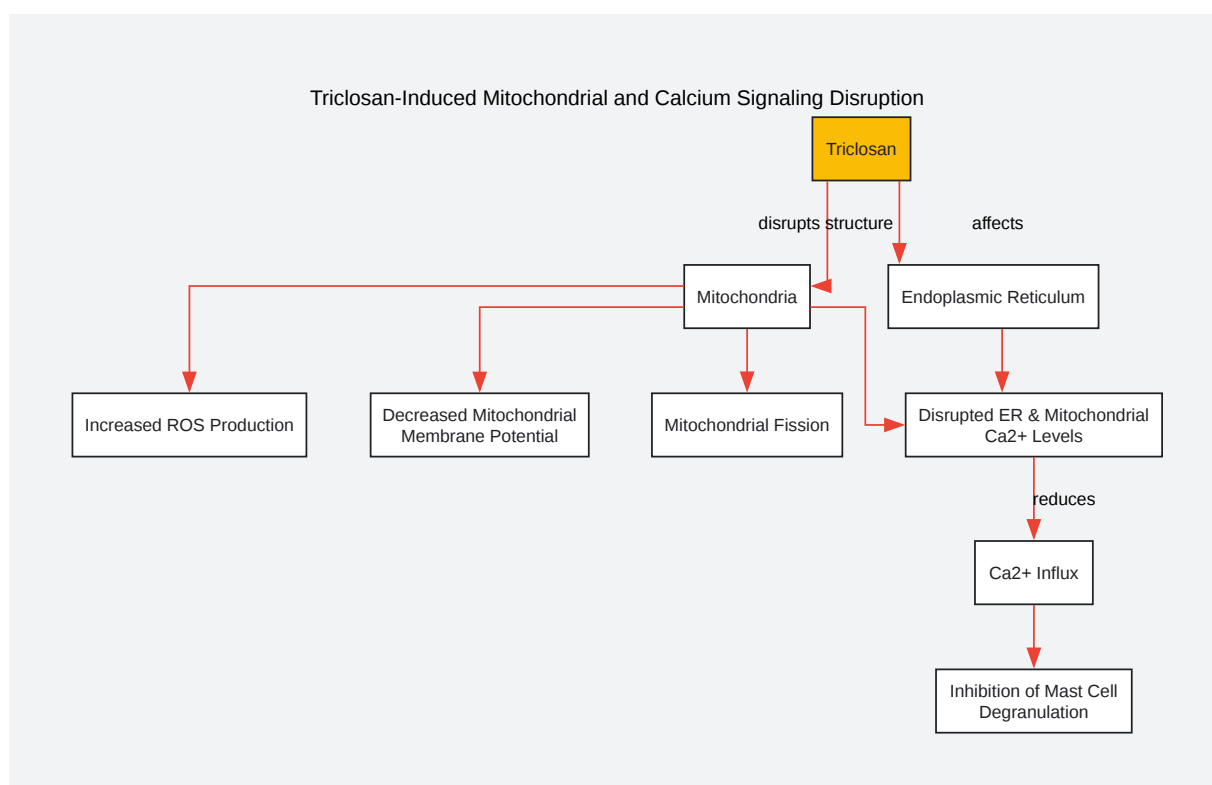 Triclosan-Induced Mitochondrial and Calcium Signaling Disruption
Triclosan
disrupts structure
affects
Mitochondria
Endoplasmic Reticulum
Increased ROS Production
Decreased Mitochondrial
Membrane Potential
Mitochondrial Fission
Disrupted ER & Mitochondrial
Ca2+ Levels
reduces
Ca2+ Influx
Inhibition of Mast Cell
Degranulation